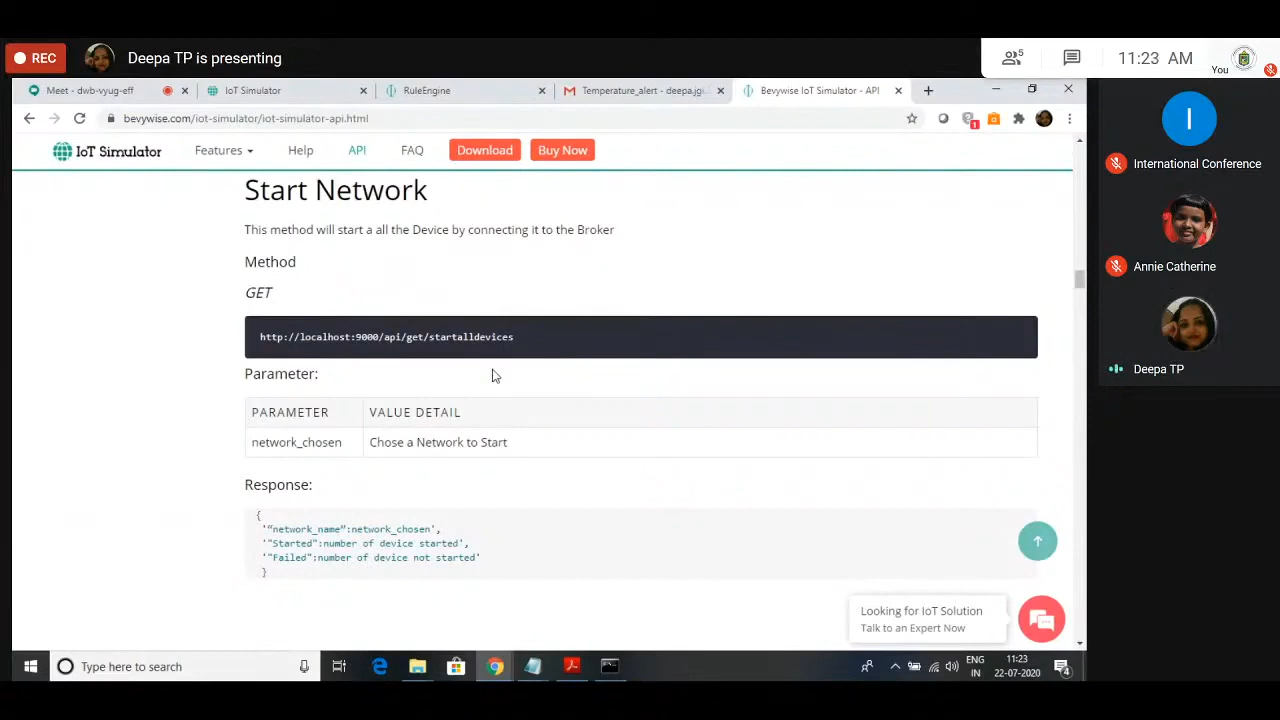 REC
Deepa TP is presenting
5
11:23 AM
You
Meet - dwb-vyug-eff
IoT Simulator
RuleEngine
Temperature_alert - deepa.jgi
Bevywise IoT Simulator - API
bevywise.com/iot-simulator/iot-simulator-api.html
1
IoT Simulator
Features
Help
API
FAQ
Download
Buy Now
Start Network
This method will start a all the Device by connecting it to the Broker
Method
GET
http://localhost:9000/api/get/startalldevices
Parameter:
PARAMETER VALUE DETAIL
network_chosen Chose a Network to Start
Response:
{
'"network_name":network_chosen',
'"Started":number of device started',
'"Failed":number of device not started'
}
Looking for IoT Solution
Talk to an Expert Now
I
International Conference
Annie Catherine
Deepa TP
Type here to search
ENG
IN
11:23
22-07-2020
4